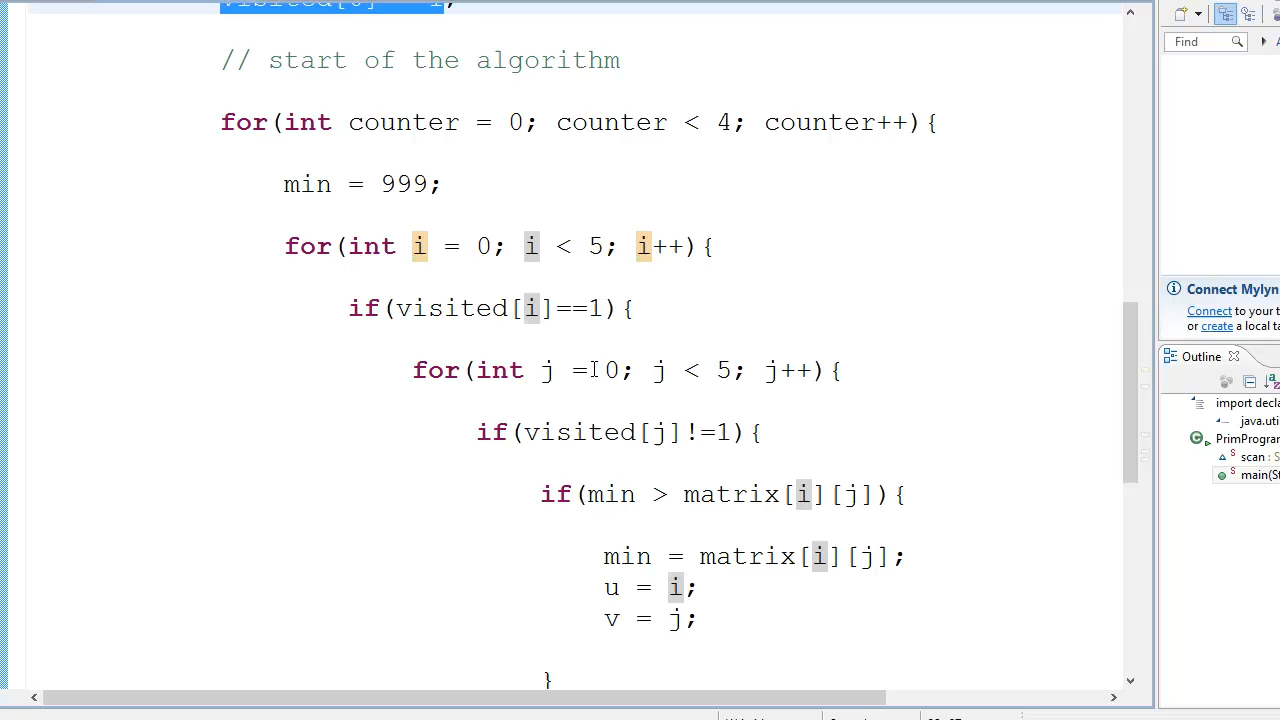 // start of the algorithm
for(int counter = 0; counter < 4; counter++){
min = 999;
for(int i = 0; i < 5; i++){
if(visited[i]==1){
for(int j =0; j < 5; j++){
if(visited[j]!=1){
if(min > matrix[i][j]){
min = matrix[i][j];
u = i;
v = j;
}
Find
Connect Mylyn
Connect to your t
or create a local ta
Outline
import decla
java.uti
PrimProgra
scan : S
main(St